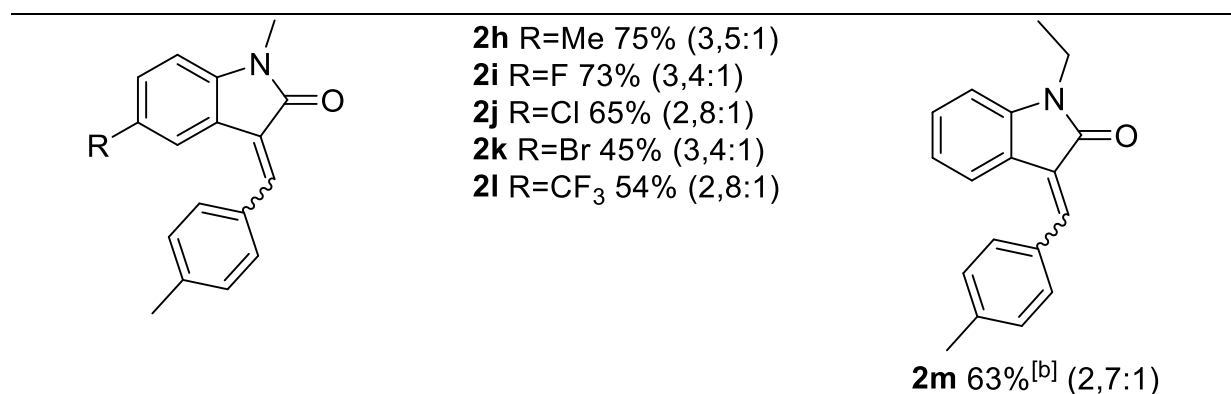 N
O
R
2h R=Me 75% (3,5:1)
2i R=F 73% (3,4:1)
2j R=Cl 65% (2,8:1)
2k R=Br 45% (3,4:1)
2l R=CF₃ 54% (2,8:1)
N
O
2m 63%[b] (2,7:1)